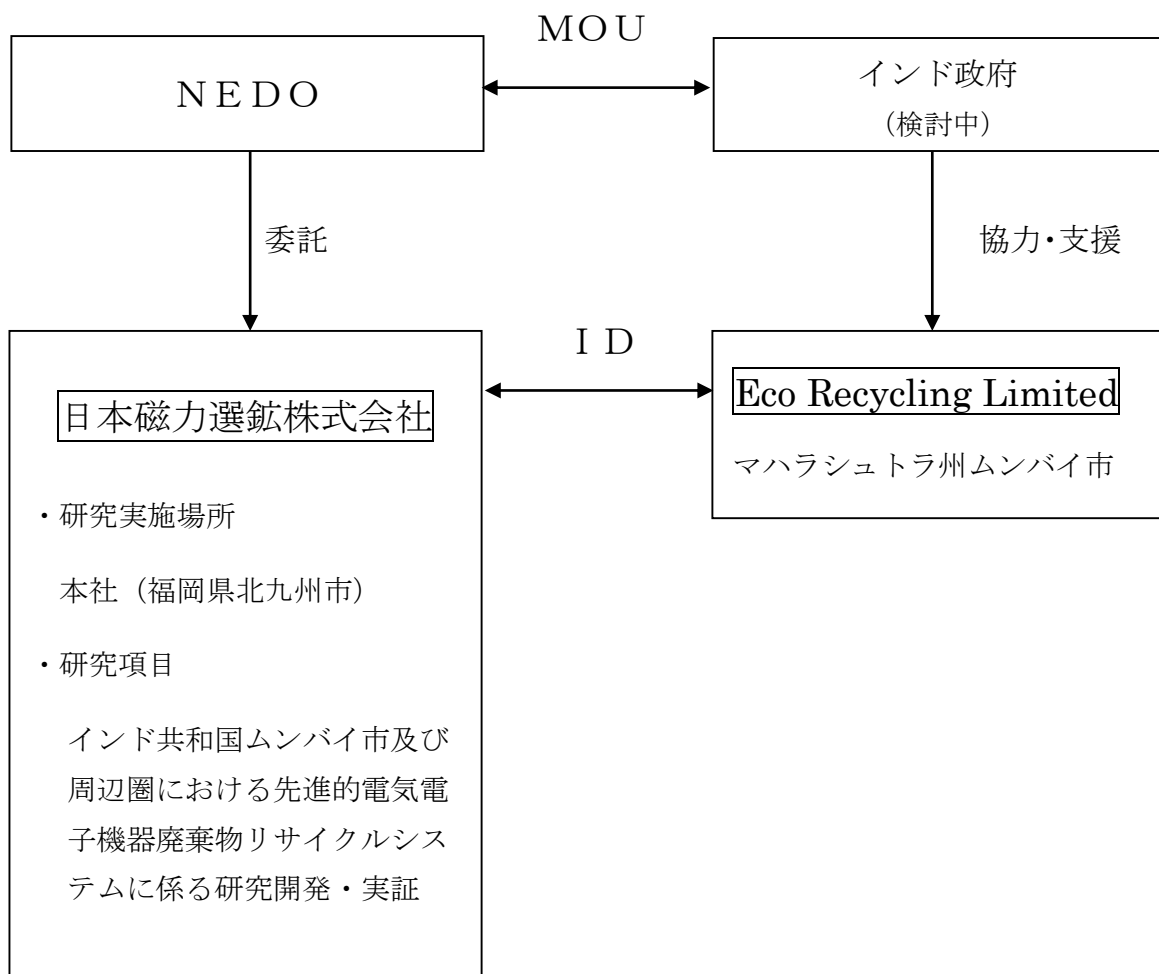 MOU
NEDO
インド政府
(検討中)
委託
協力・支援
ID
日本磁力選鉱株式会社
・研究実施場所
本社(福岡県北九州市)
・研究項目
インド共和国ムンバイ市及び
周辺圏における先進的電気電
子機器廃棄物リサイクルシス
テムに係る研究開発・実証
Eco Recycling Limited
マハラシュトラ州ムンバイ市